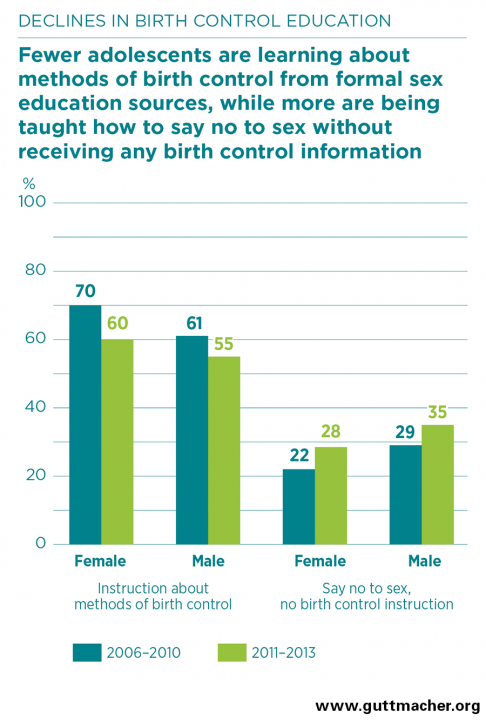 DECLINES IN BIRTH CONTROL EDUCATION
Fewer adolescents are learning about
methods of birth control from formal sex
education sources, while more are being
taught how to say no to sex without
receiving any birth control information
%
100
80
60
40
20
0
70
60
61
55
22
28
29
35
Female
Male
Female
Male
Instruction about
methods of birth control
Say no to sex,
no birth control instruction
2006–2010
2011–2013
www.guttmacher.org